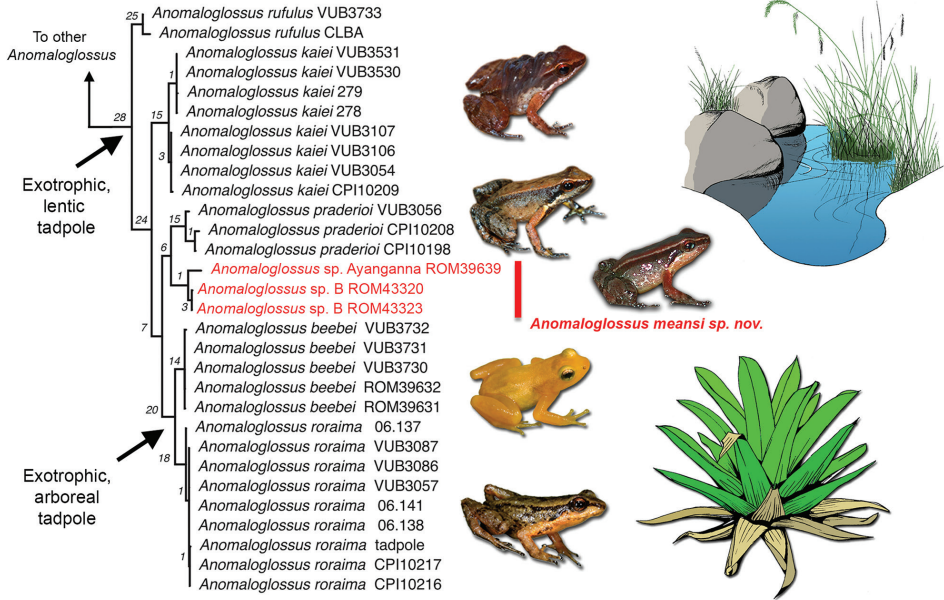 25
Anomaloglossus rufulus VUB3733
Anomaloglossus rufulus CLBA
To other
Anomaloglossus
28
Exotrophic,
lentic
tadpole
Anomaloglossus kaiei VUB3531
1
Anomaloglossus kaiei VUB3530
Anomaloglossus kaiei 279
Anomaloglossus kaiei 278
15
Anomaloglossus kaiei VUB3107
3
Anomaloglossus kaiei VUB3106
Anomaloglossus kaiei VUB3054
Anomaloglossus kaiei CPI10209
24
15
Anomaloglossus praderioi VUB3056
1
Anomaloglossus praderioi CPI10208
Anomaloglossus praderioi CPI10198
6
Anomaloglossus sp. Ayanganna ROM39639
1
Anomaloglossus sp. B ROM43320
3
Anomaloglossus sp. B ROM43323
Anomaloglossus meansi sp. nov.
7
Anomaloglossus beebei VUB3732
Anomaloglossus beebei VUB3731
14
Anomaloglossus beebei VUB3730
Anomaloglossus beebei ROM39632
Anomaloglossus beebei ROM39631
20
Exotrophic,
arboreal
tadpole
Anomaloglossus roraima 06.137
Anomaloglossus roraima VUB3087
18
Anomaloglossus roraima VUB3086
Anomaloglossus roraima VUB3057
1
Anomaloglossus roraima 06.141
Anomaloglossus roraima 06.138
Anomaloglossus roraima tadpole
1
Anomaloglossus roraima CPI10217
Anomaloglossus roraima CPI10216